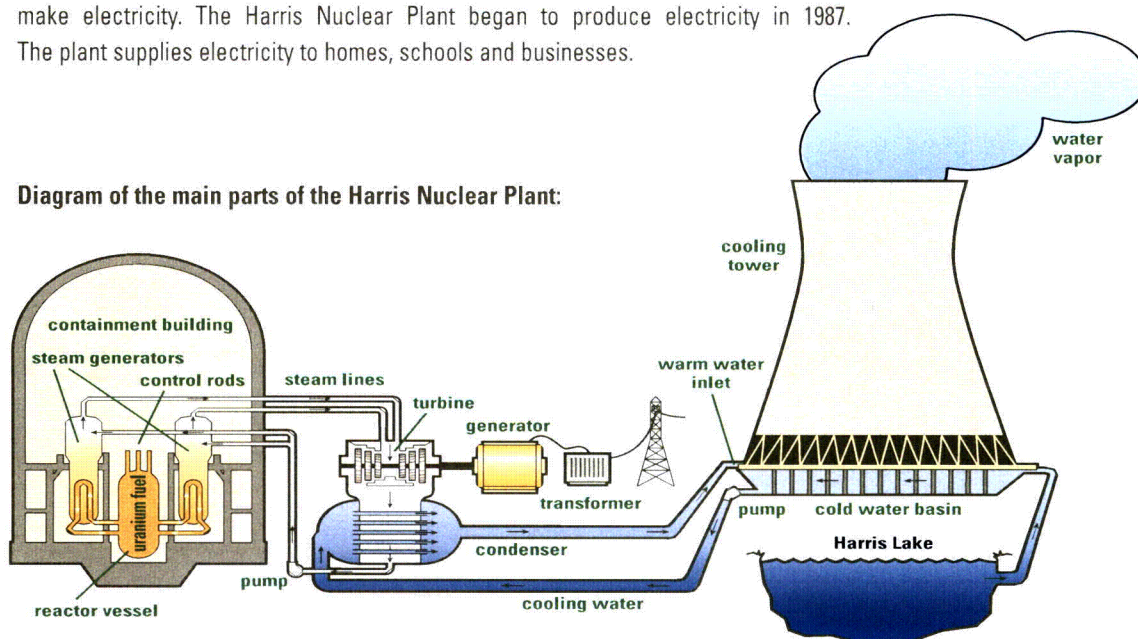 make electricity. The Harris Nuclear Plant began to produce electricity in 1987.
The plant supplies electricity to homes, schools and businesses.
water
vapor
Diagram of the main parts of the Harris Nuclear Plant:
cooling
tower
containment building
steam generators
control rods
steam lines
turbine
generator
warm water
inlet
uranium fuel
transformer
pump
cold water basin
condenser
Harris Lake
pump
cooling water
reactor vessel